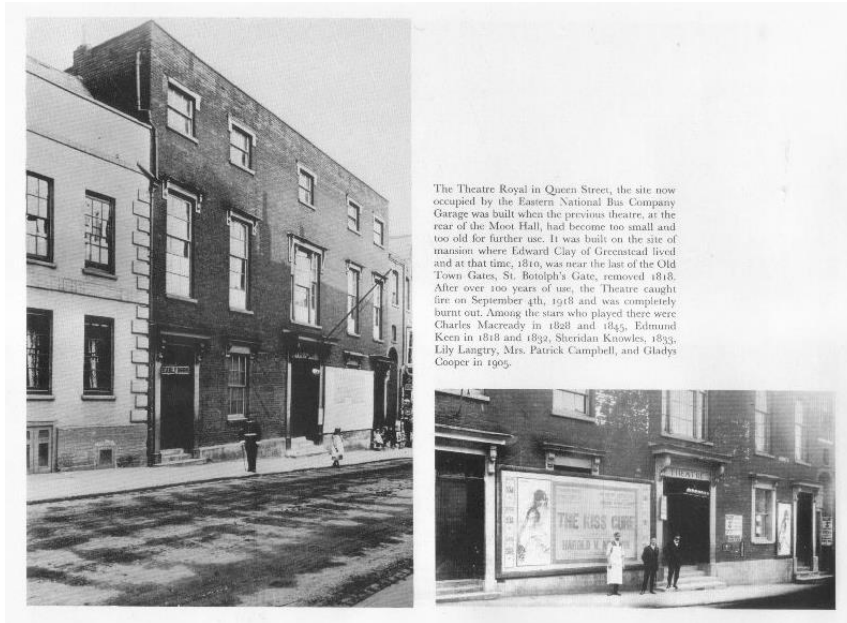 The Theatre Royal in Queen Street, the site now
occupied by the Eastern National Bus Company
Garage was built when the previous theatre, at the
rear of the Moot Hall, had become too small and
too old for further use. It was built on the site of
mansion where Edward Clay of Greenstead lived
and at that time, 1810, was near the last of the Old
Town Gates, St. Botolph's Gate, removed 1818.
After over 100 years of use, the Theatre caught
fire on September 4th, 1918 and was completely
burnt out. Among the stars who played there were
Charles Macready in 1828 and 1845, Edmund
Keen in 1818 and 1832, Sheridan Knowles, 1833,
Lily Langtry, Mrs. Patrick Campbell, and Gladys
Cooper in 1905.
THEATRE
THE KISS CURE
HAROLD V.